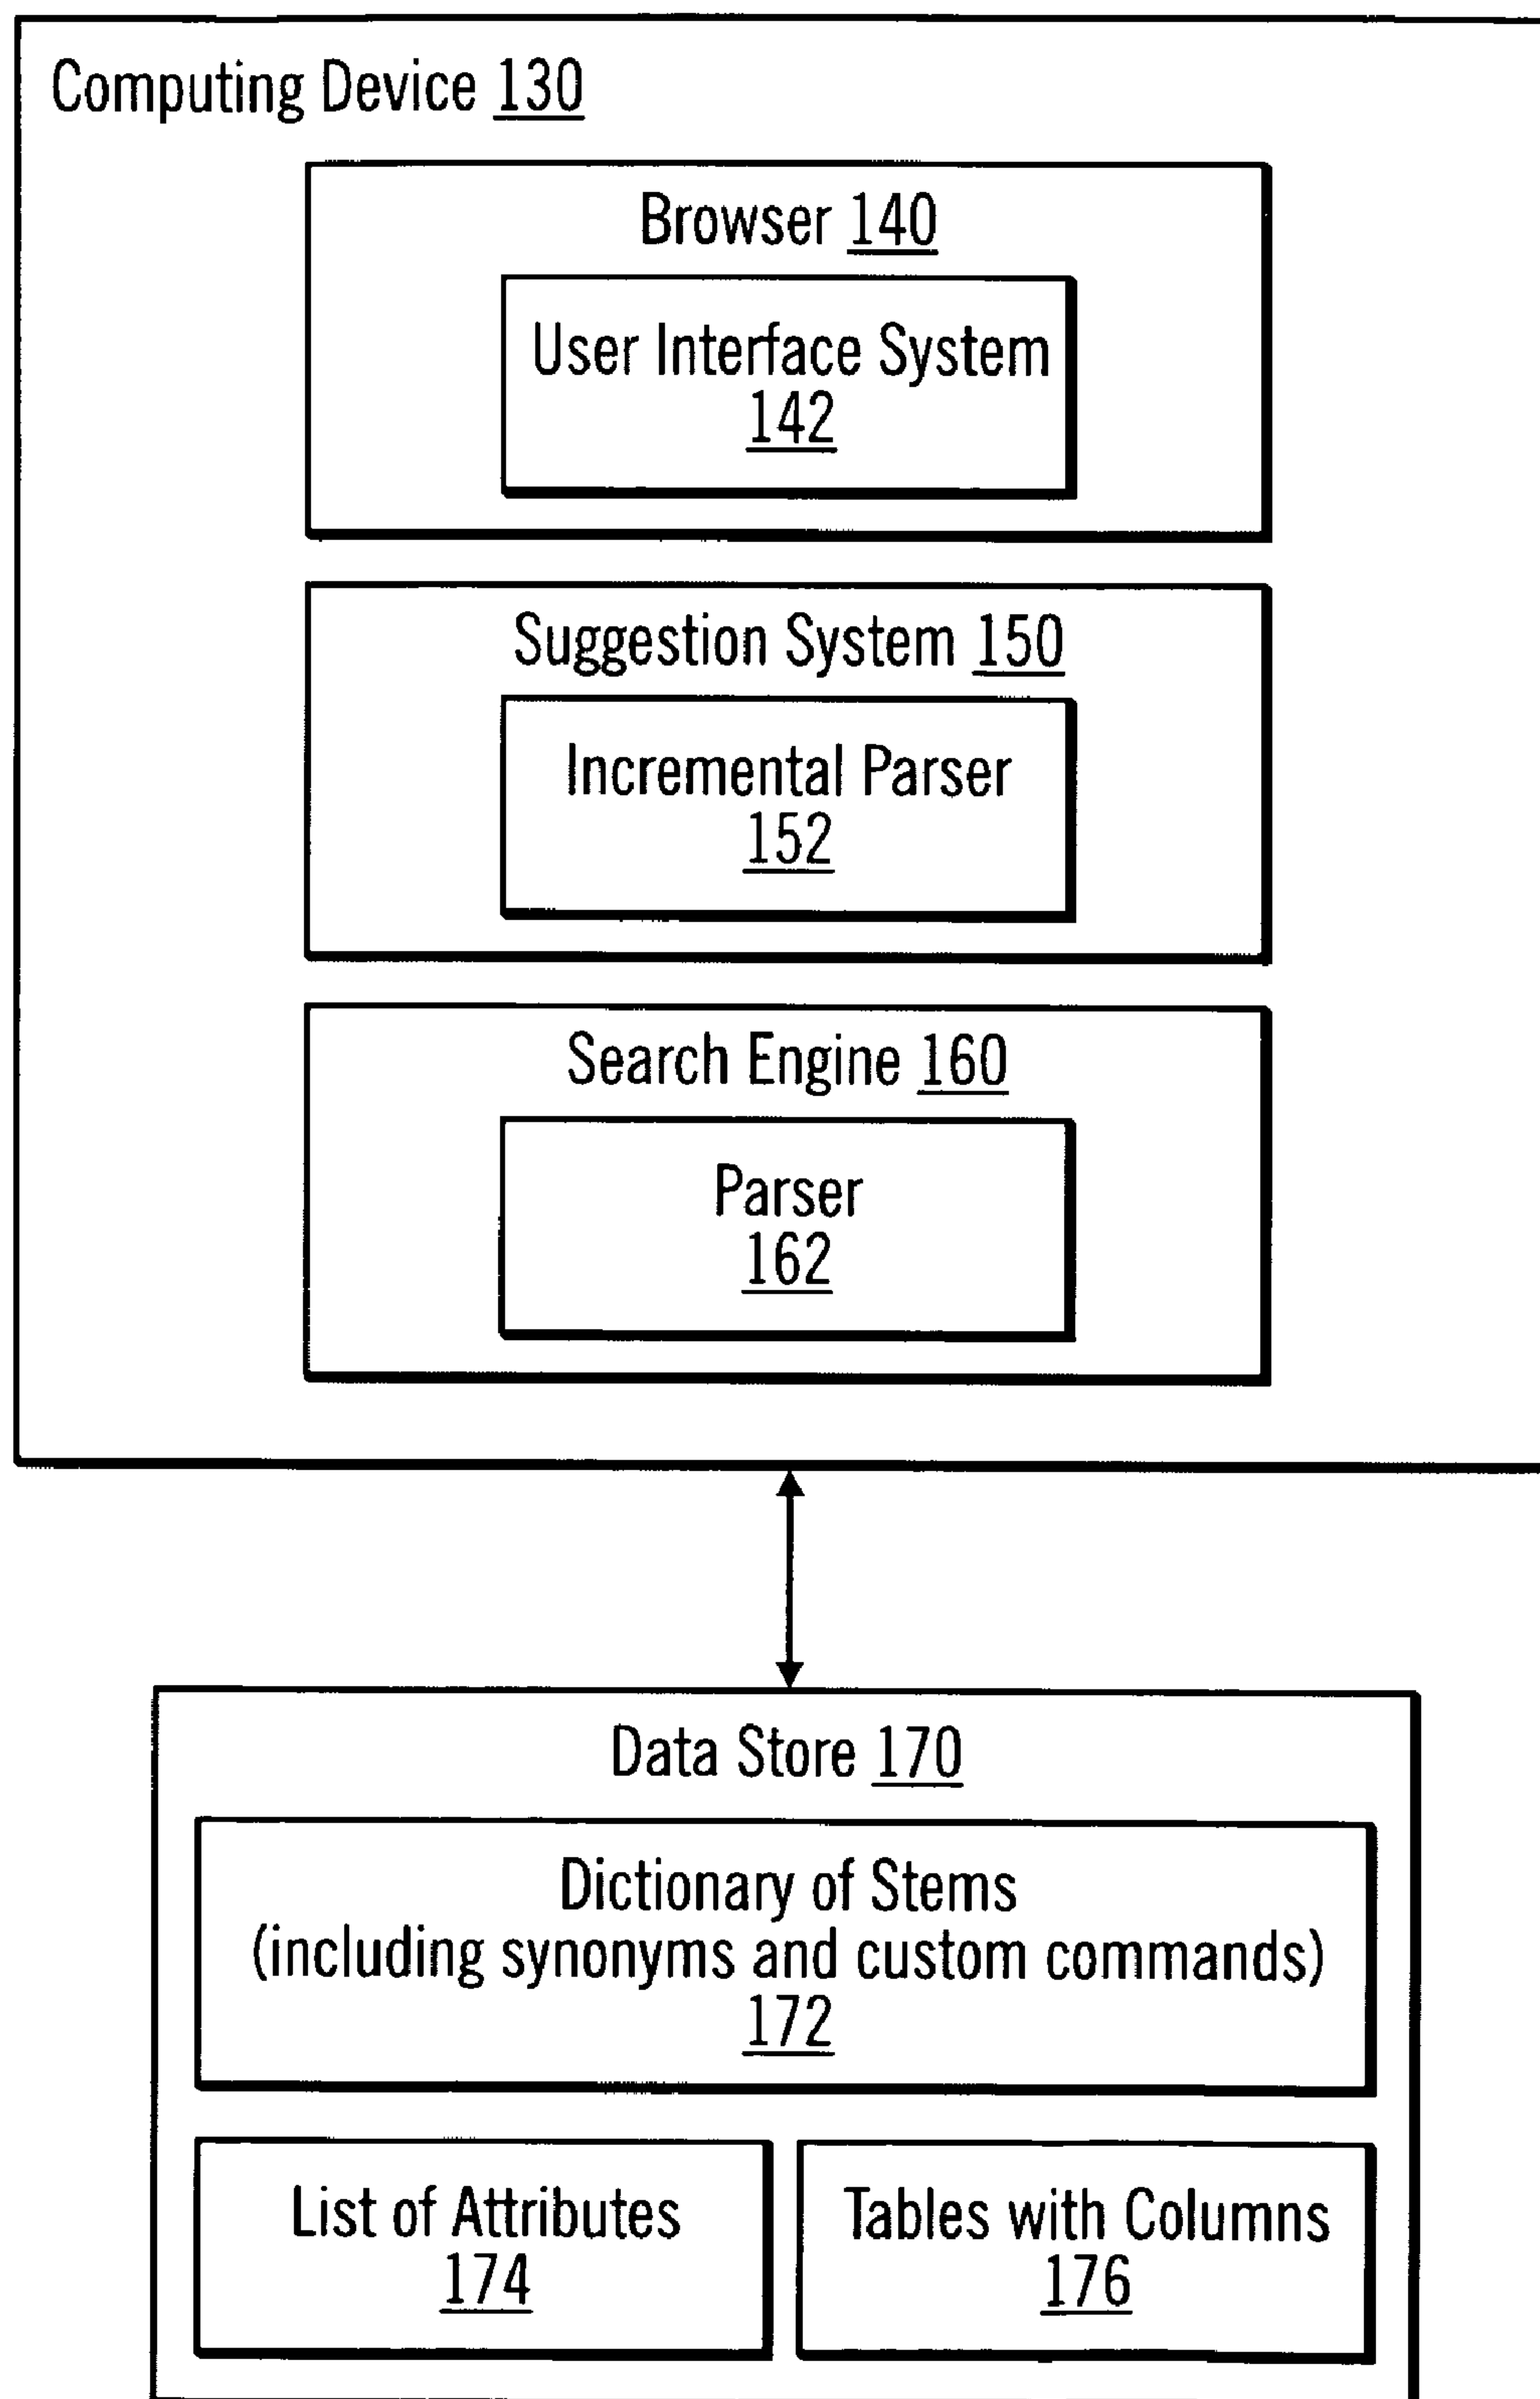 Computing Device 130
Browser 140
User Interface System
142
Suggestion System 150
Incremental Parser
152
Search Engine 160
Parser
162
Data Store 170
Dictionary of Stems
(including synonyms and custom commands)
172
List of Attributes
174
Tables with Columns
176